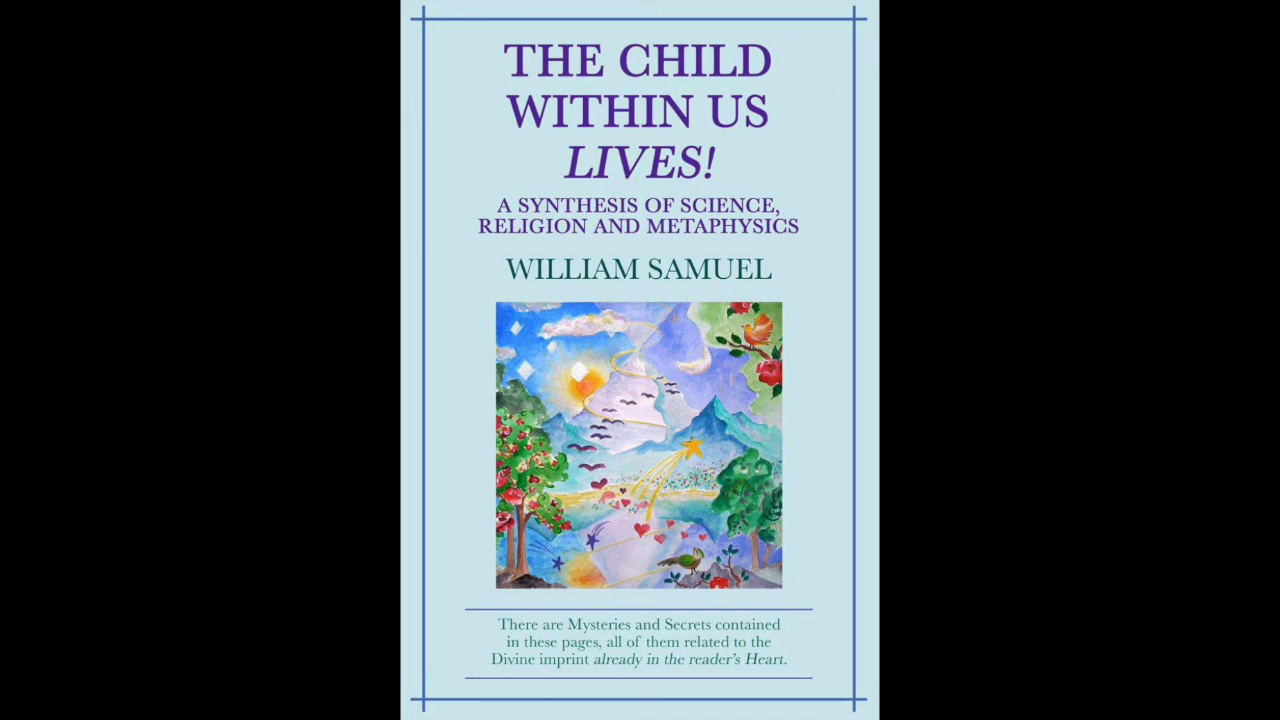 THE CHILD
WITHIN US
LIVES!
A SYNTHESIS OF SCIENCE,
RELIGION AND METAPHYSICS
WILLIAM SAMUEL
There are Mysteries and Secrets contained
in these pages, all of them related to the
Divine imprint already in the reader's Heart.